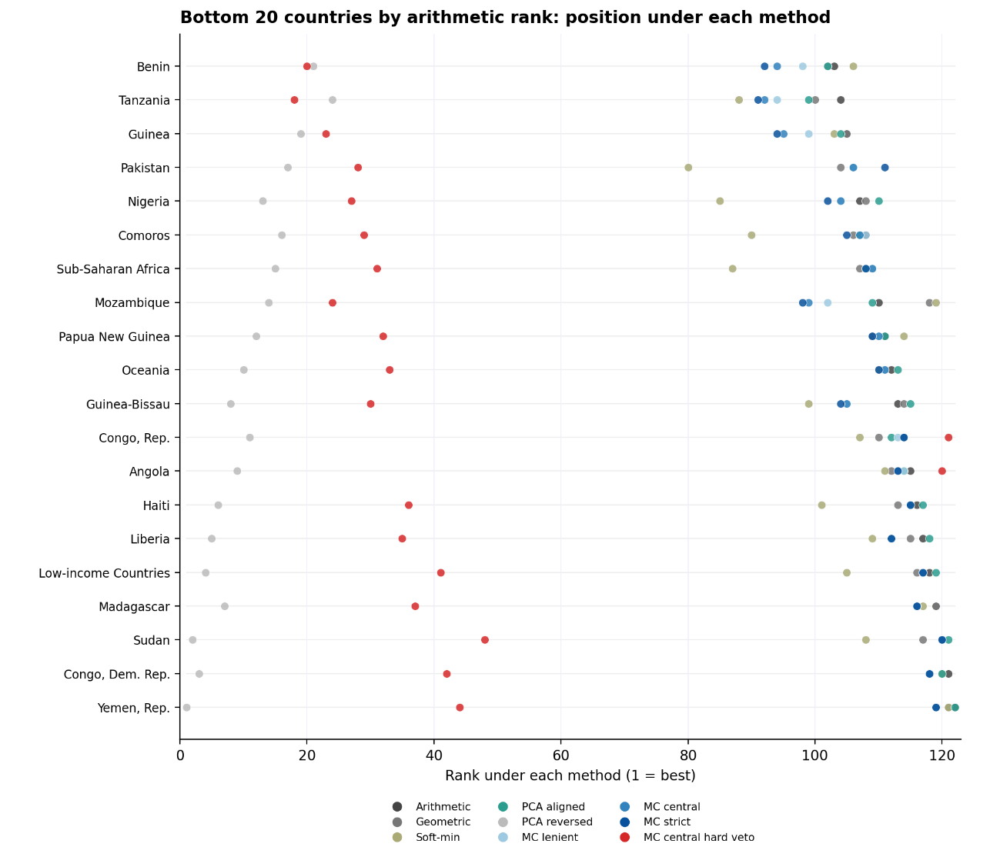 Bottom 20 countries by arithmetic rank: position under each method
Benin
Tanzania
Guinea
Pakistan
Nigeria
Comoros
Sub-Saharan Africa
Mozambique
Papua New Guinea
Oceania
Guinea-Bissau
Congo, Rep.
Angola
Haiti
Liberia
Low-income Countries
Madagascar
Sudan
Congo, Dem. Rep.
Yemen, Rep.
0 20 40 60 80 100 120
Rank under each method (1 = best)
Arithmetic PCA aligned MC central
Geometric PCA reversed MC strict
Soft-min MC lenient MC central hard veto